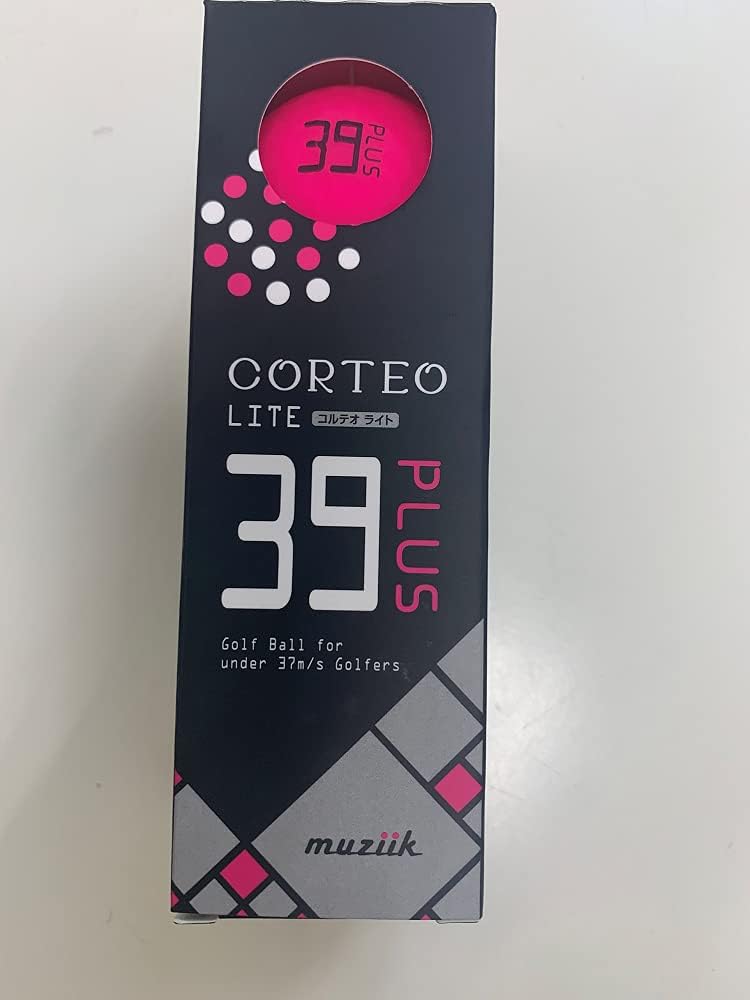 39 PLUS
CORTEO
LITE コルテオ ライト
39 PLUS
Golf Ball for
under 37m/s Golfers
muziik